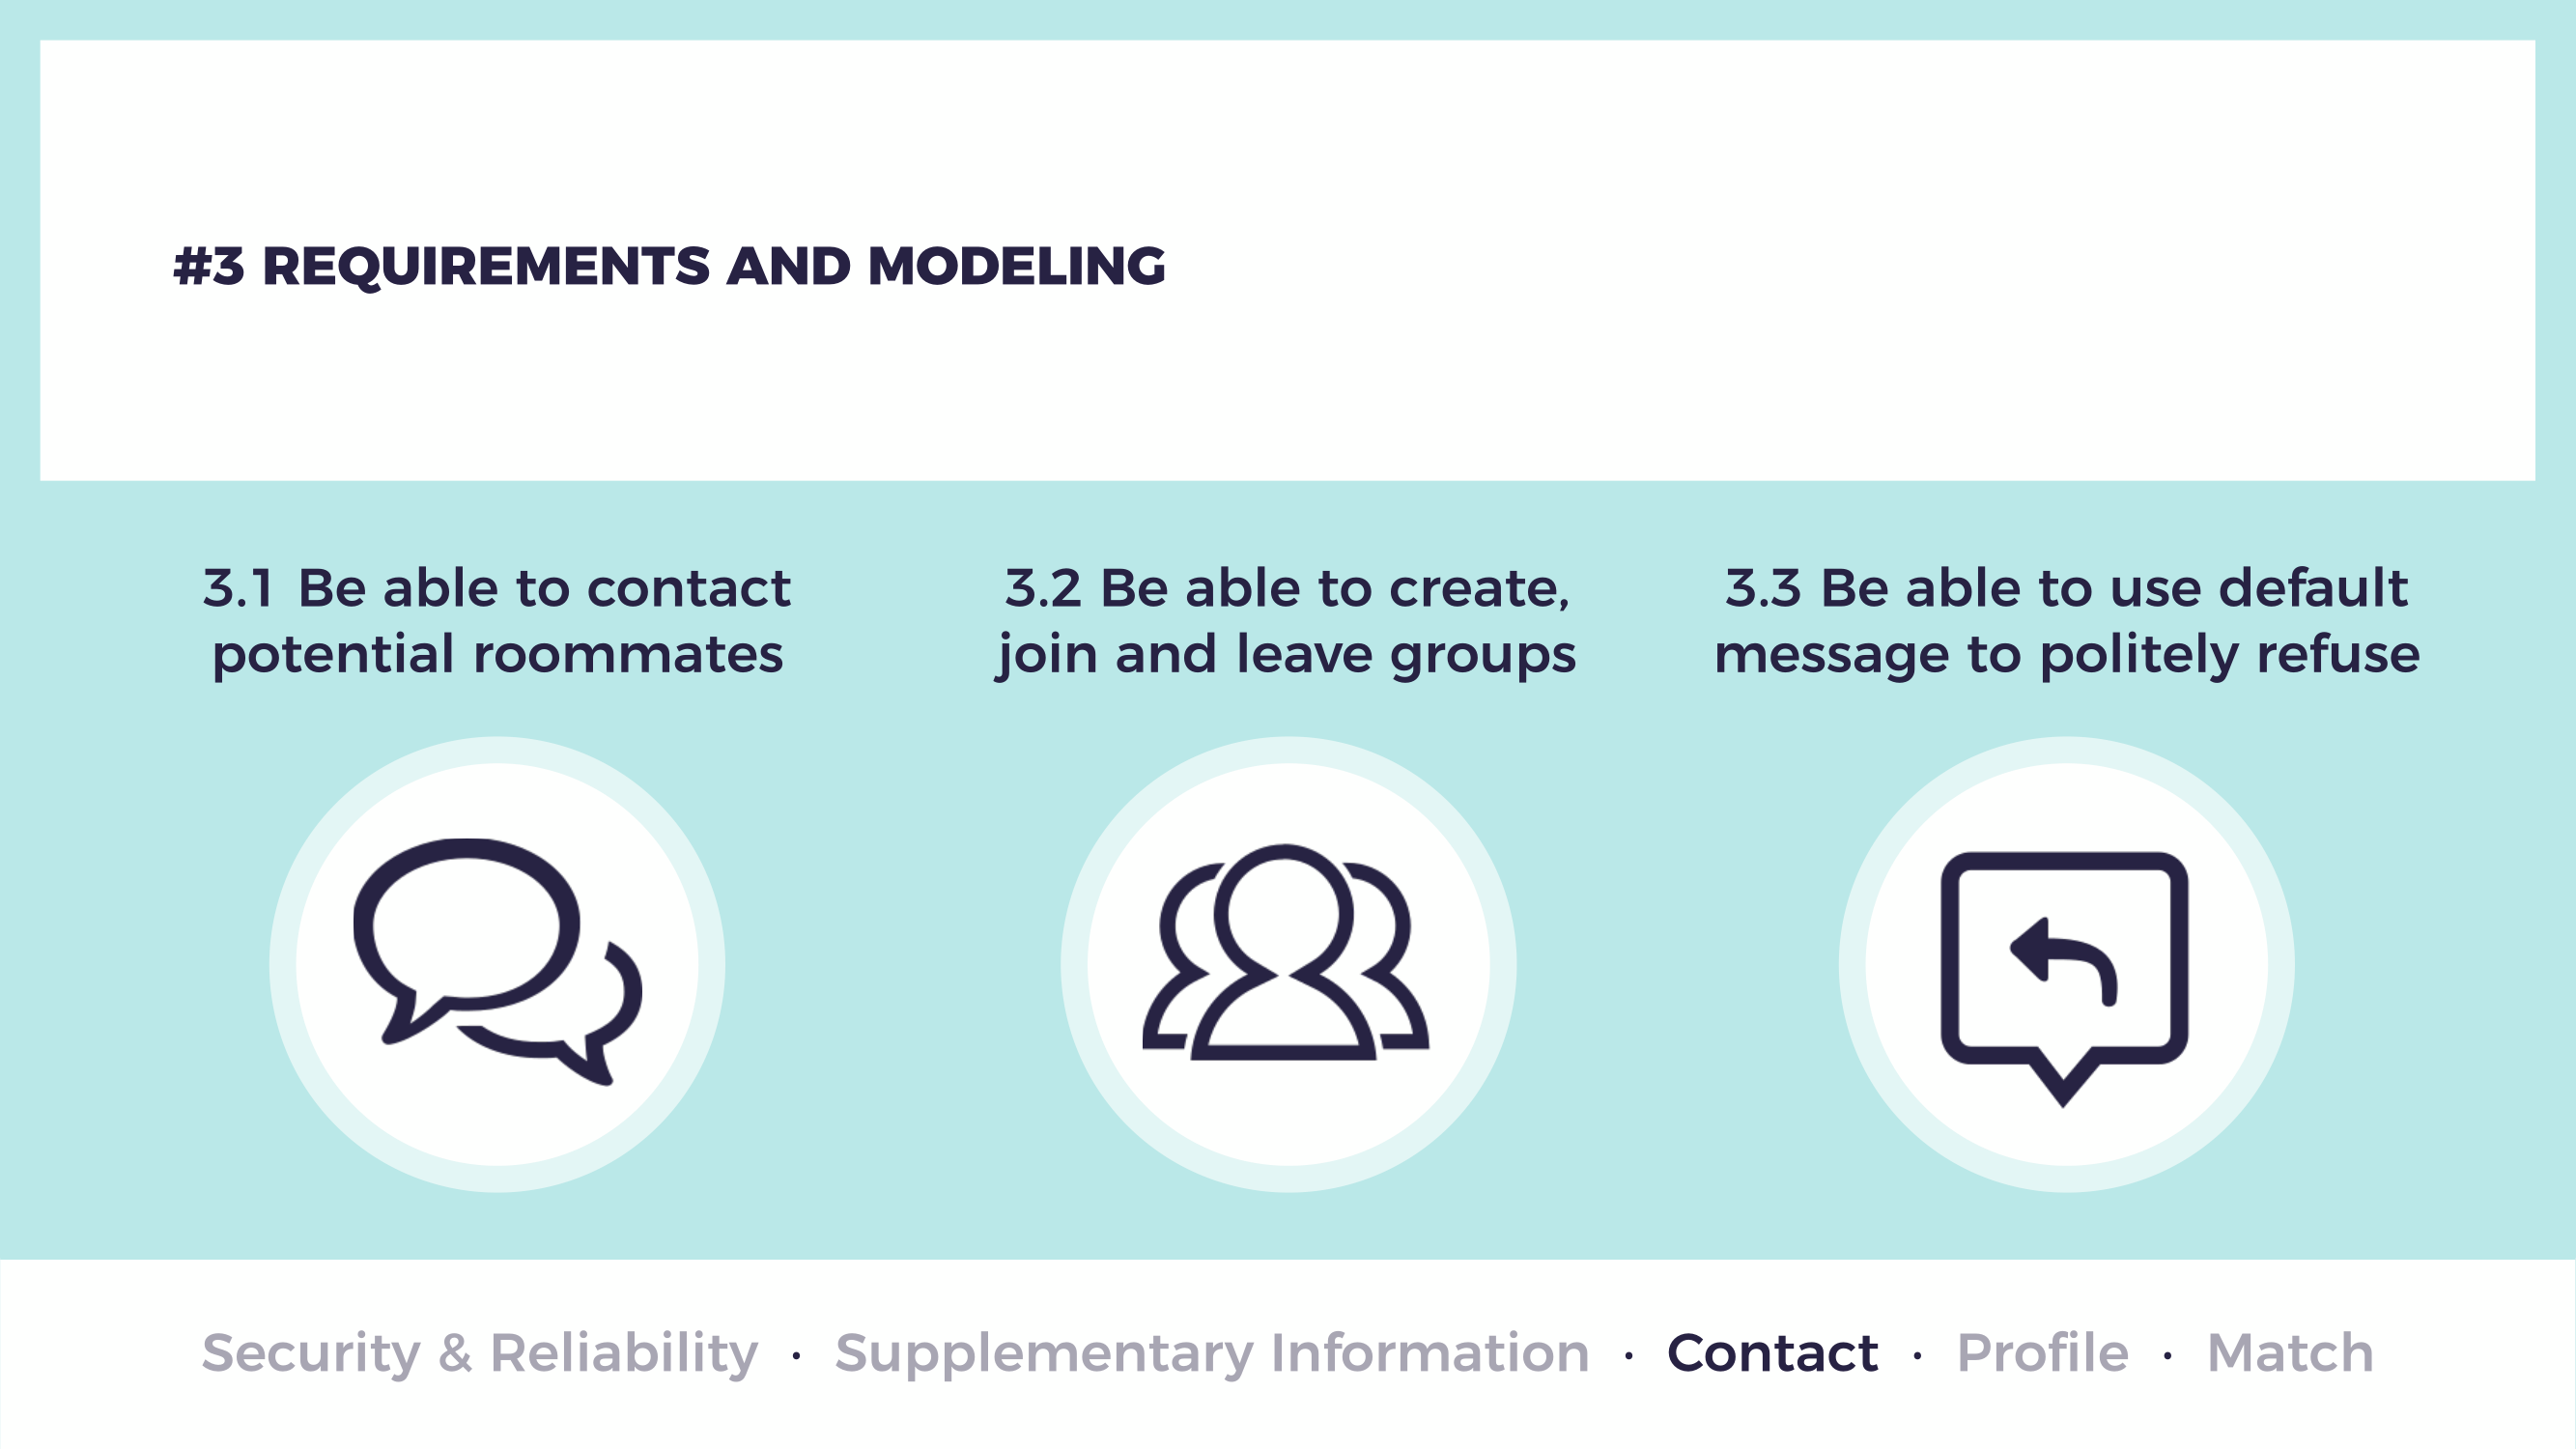 #3 REQUIREMENTS AND MODELING
3.1 Be able to contact
potential roommates
3.2 Be able to create,
join and leave groups
3.3 Be able to use default
message to politely refuse
Security & Reliability · Supplementary Information · Contact · Profile · Match